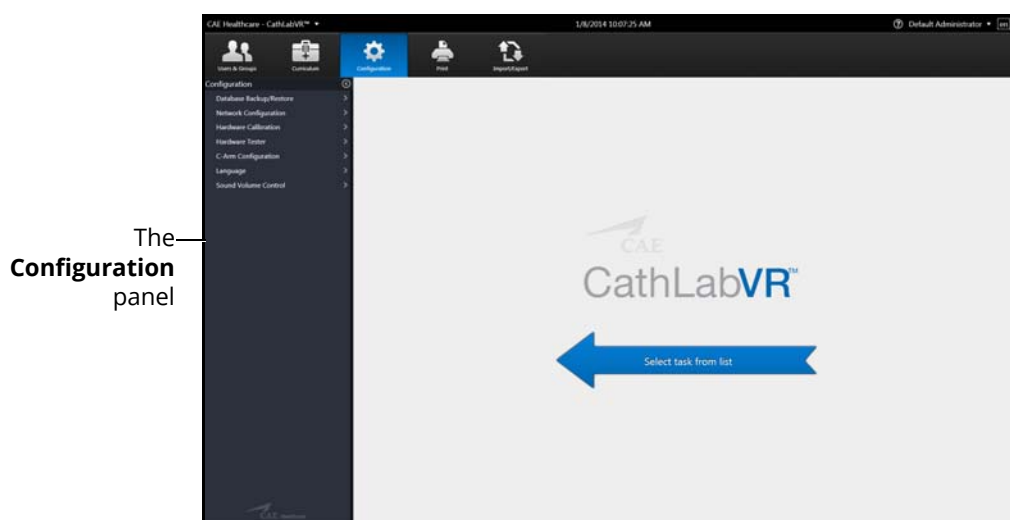 CAE Healthcare - CathLabVR™
1/8/2014 10:07:25 AM
Default Administrator
en
Users & Groups
Curriculum
Configuration
Print
Import/Export
Configuration
Database Backup/Restore
Network Configuration
Hardware Calibration
Hardware Tester
C-Arm Configuration
Language
Sound Volume Control
The
Configuration
panel
CAE
CathLabVR™
Select task from list
CAE Healthcare